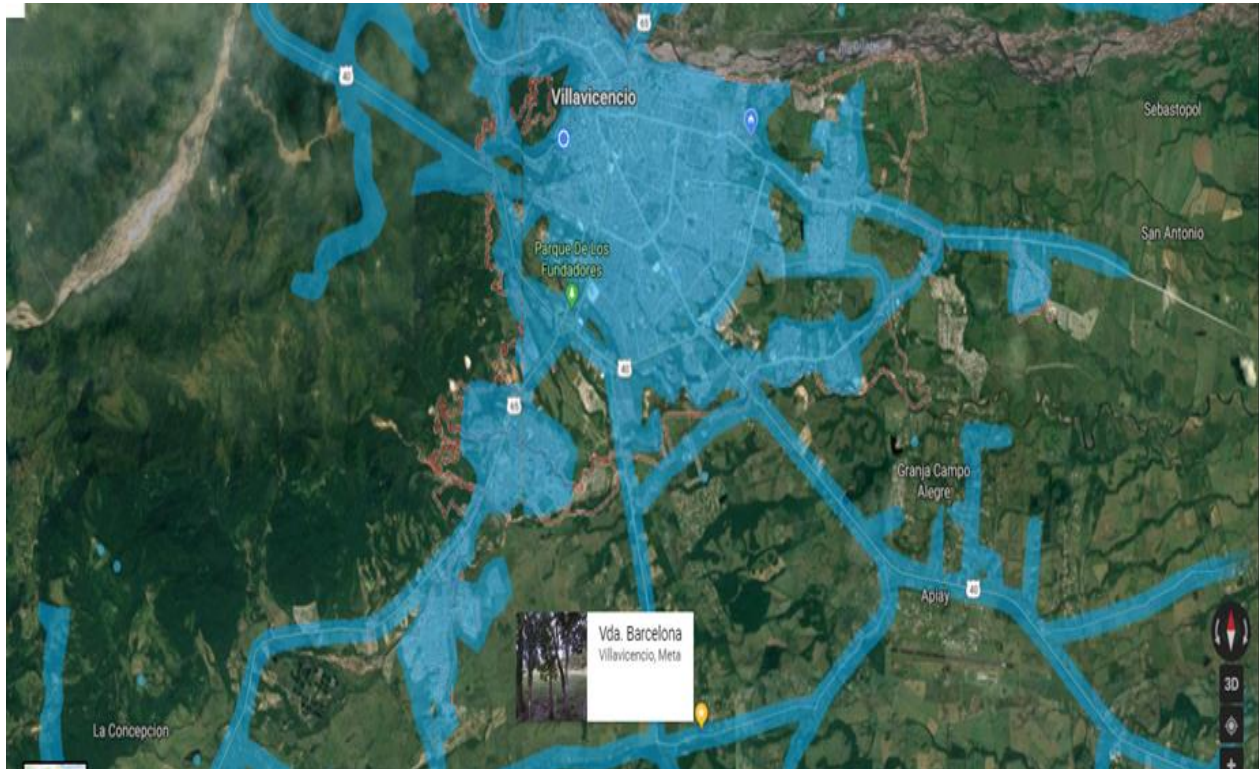 65
40
Villavicencio
Sebastopol
San Antonio
Parque De Los
Fundadores
40
65
Granja Campo
Alegre
40
Apiay
Vda. Barcelona
Villavicencio, Meta
3D
La Concepcion